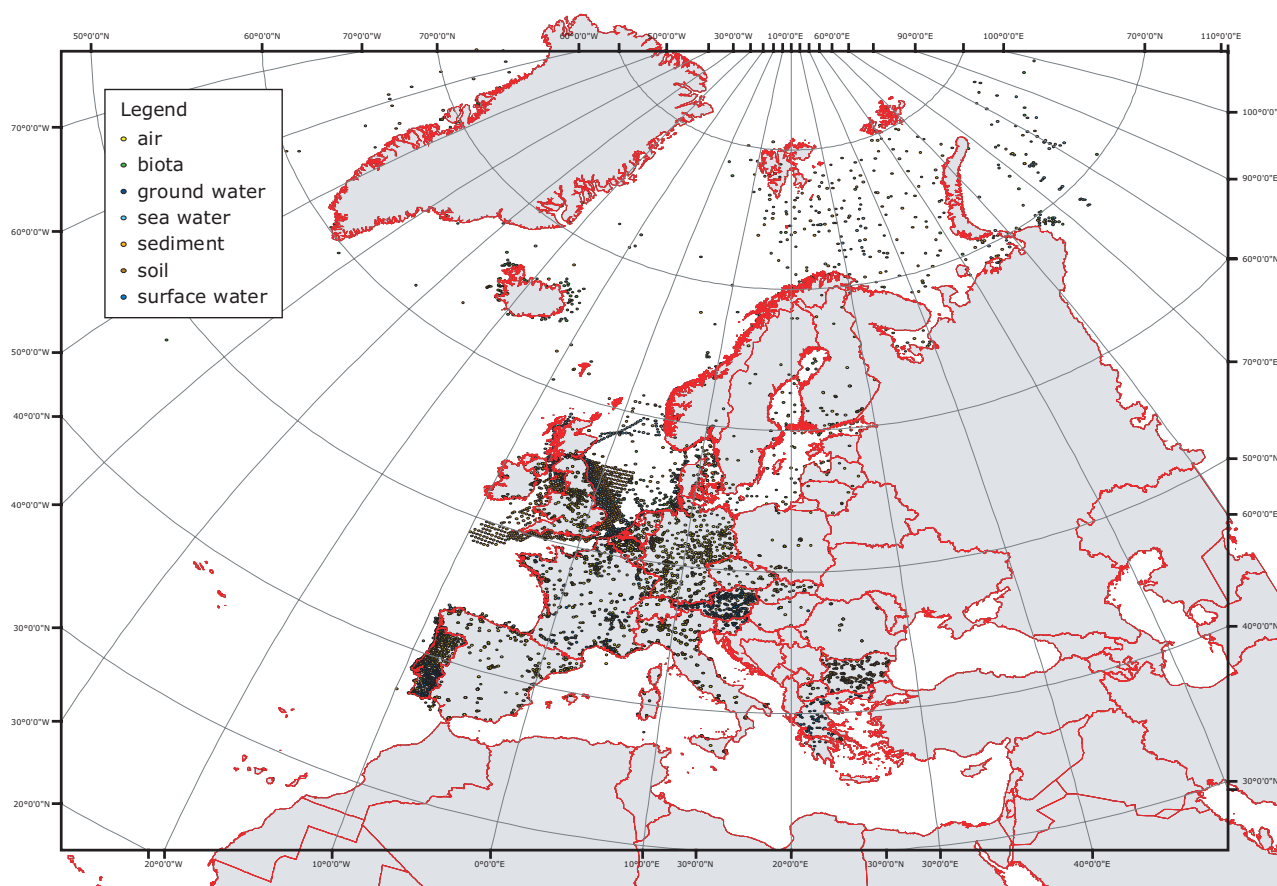 50°0'0"W 60°0'0"W 70°0'0"W 70°0'0"W 50°0'0"W 30°0'0"W 60°0'0"E 90°0'0"E 100°0'0"E 70°0'0"E 110°0'0"E
Legend
air
biota
ground water
sea water
sediment
soil
surface water
70°0'0"W
60°0'0"W
50°0'0"W
40°0'0"N
40°0'0"W
30°0'0"W
30°0'0"W
20°0'0"W
100°0'0"E
90°0'0"E
60°0'0"E
70°0'0"E
50°0'0"E
60°0'0"E
40°0'0"E
30°0'0"E
20°0'0"W 10°0'0"W 0°0'0"E 10°0'0"E 30°0'0"E 20°0'0"E 30°0'0"E 30°0'0"E 40°0'0"E